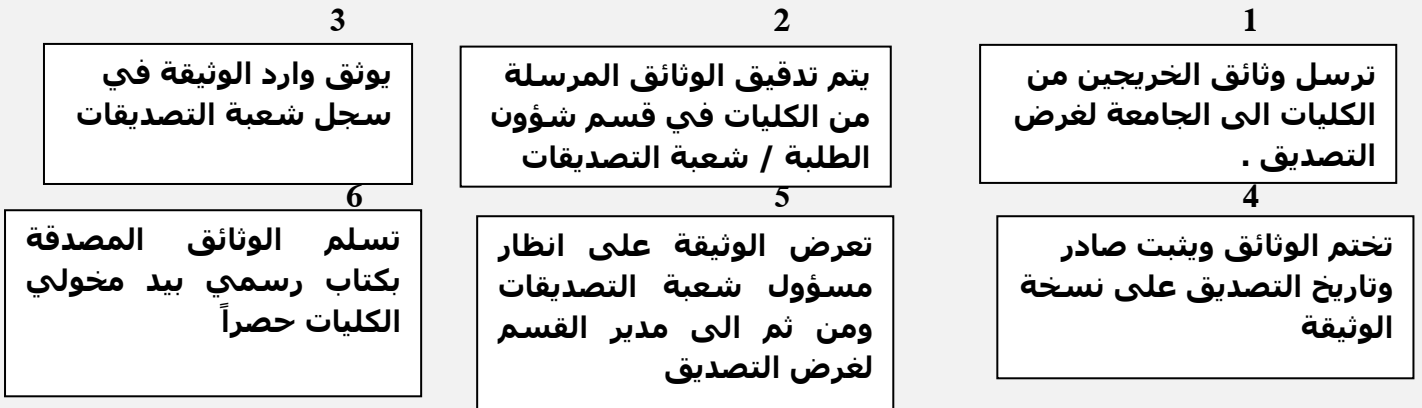 1
ترسل وثائق الخريجين من
الكليات الى الجامعة لغرض
التصديق .
2
يتم تدقيق الوثائق المرسلة
من الكليات في قسم شؤون
الطلبة / شعبة التصديقات
3
يوثق وارد الوثيقة في
سجل شعبة التصديقات
4
تختم الوثائق ويثبت صادر
وتاريخ التصديق على نسخة
الوثيقة
5
تعرض الوثيقة على انظار
مسؤول شعبة التصديقات
ومن ثم الى مدير القسم
لغرض التصديق
6
تسلم الوثائق المصدقة
بكتاب رسمي بيد مخولي
الكليات حصراً